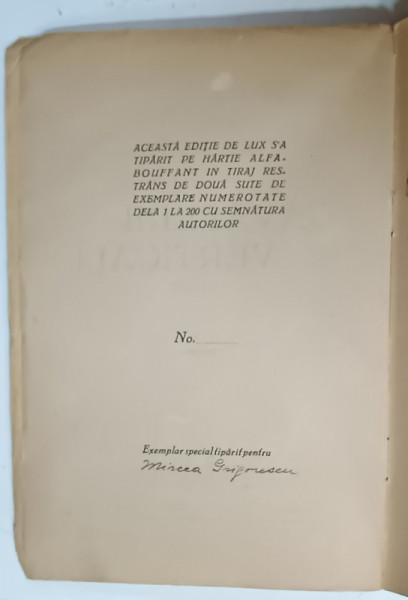 ACEASTĂ EDIȚIE DE LUX S'A
TIPĂRIT PE HÂRTIE ALFA-
BOUFFANT IN TIRAJ RES-
TRÂNS DE DOUĂ SUTE DE
EXEMPLARE NUMEROTATE
DELA 1 LA 200 CU SEMNĂTURA
AUTORILOR
No.
Exemplar special tipărit pentru
Mircea Grigorescu